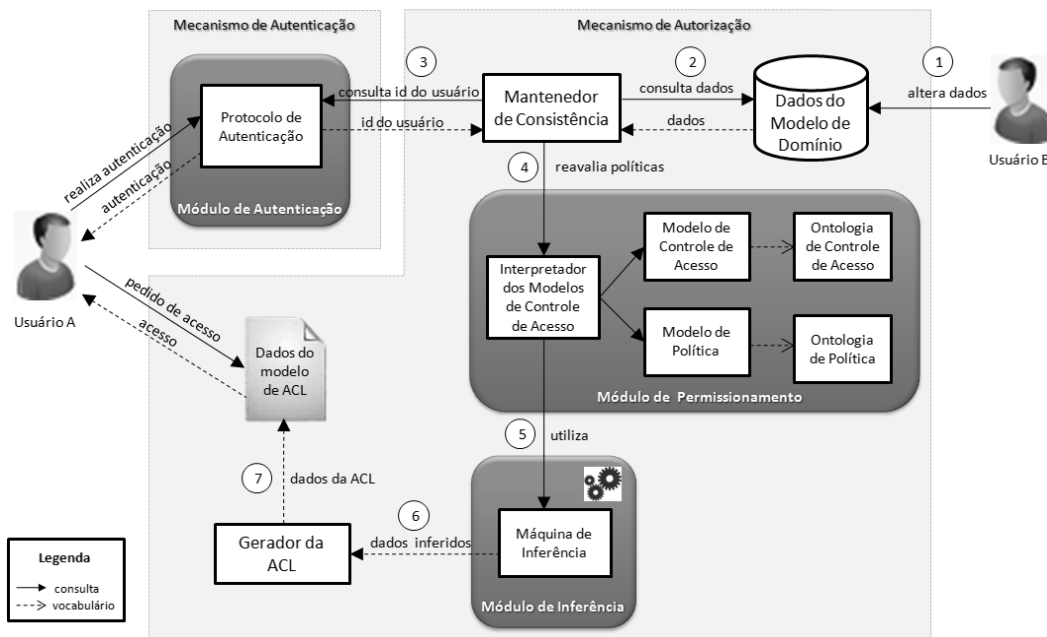 Mecanismo de Autenticação
Mecanismo de Autorização
3
2
1
consulta id do usuário
consulta dados
altera dados
Protocolo de
Autenticação
Mantenedor
de Consistência
Dados do
Modelo de
Domínio
id do usuário
dados
Usuário B
realiza autenticação
autenticação
4
reavalia políticas
Módulo de Autenticação
Usuário A
Interpretador
dos Modelos
de Controle
de Acesso
Modelo de
Controle de
Acesso
Ontologia
de Controle
de Acesso
Modelo de
Política
Ontologia
de Política
Módulo de Permissionamento
pedido de acesso
acesso
Dados do
modelo
de ACL
5
utiliza
7
dados da ACL
6
dados inferidos
Gerador da
ACL
Máquina de
Inferência
Módulo de Inferência
Legenda
consulta
vocabulário